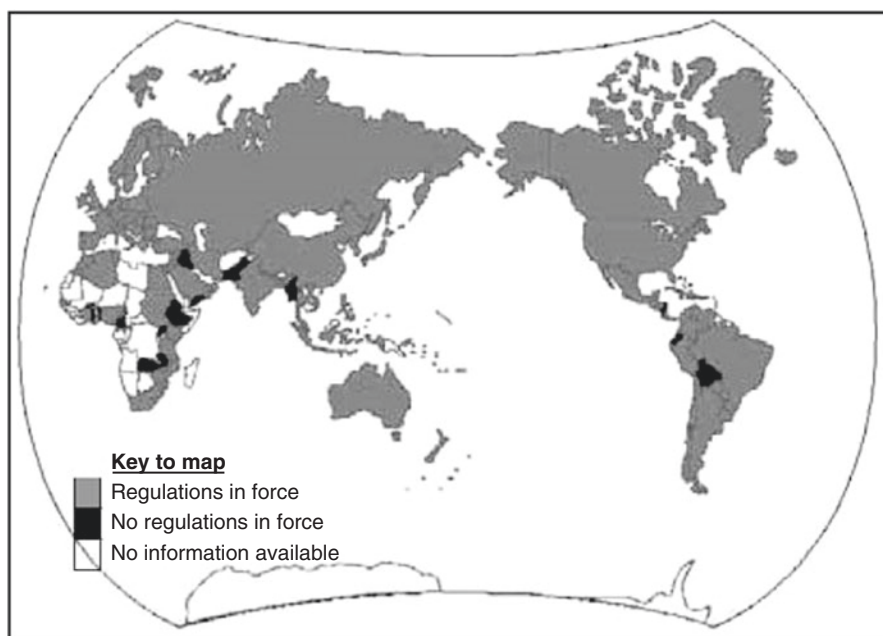 Key to map
Regulations in force
No regulations in force
No information available